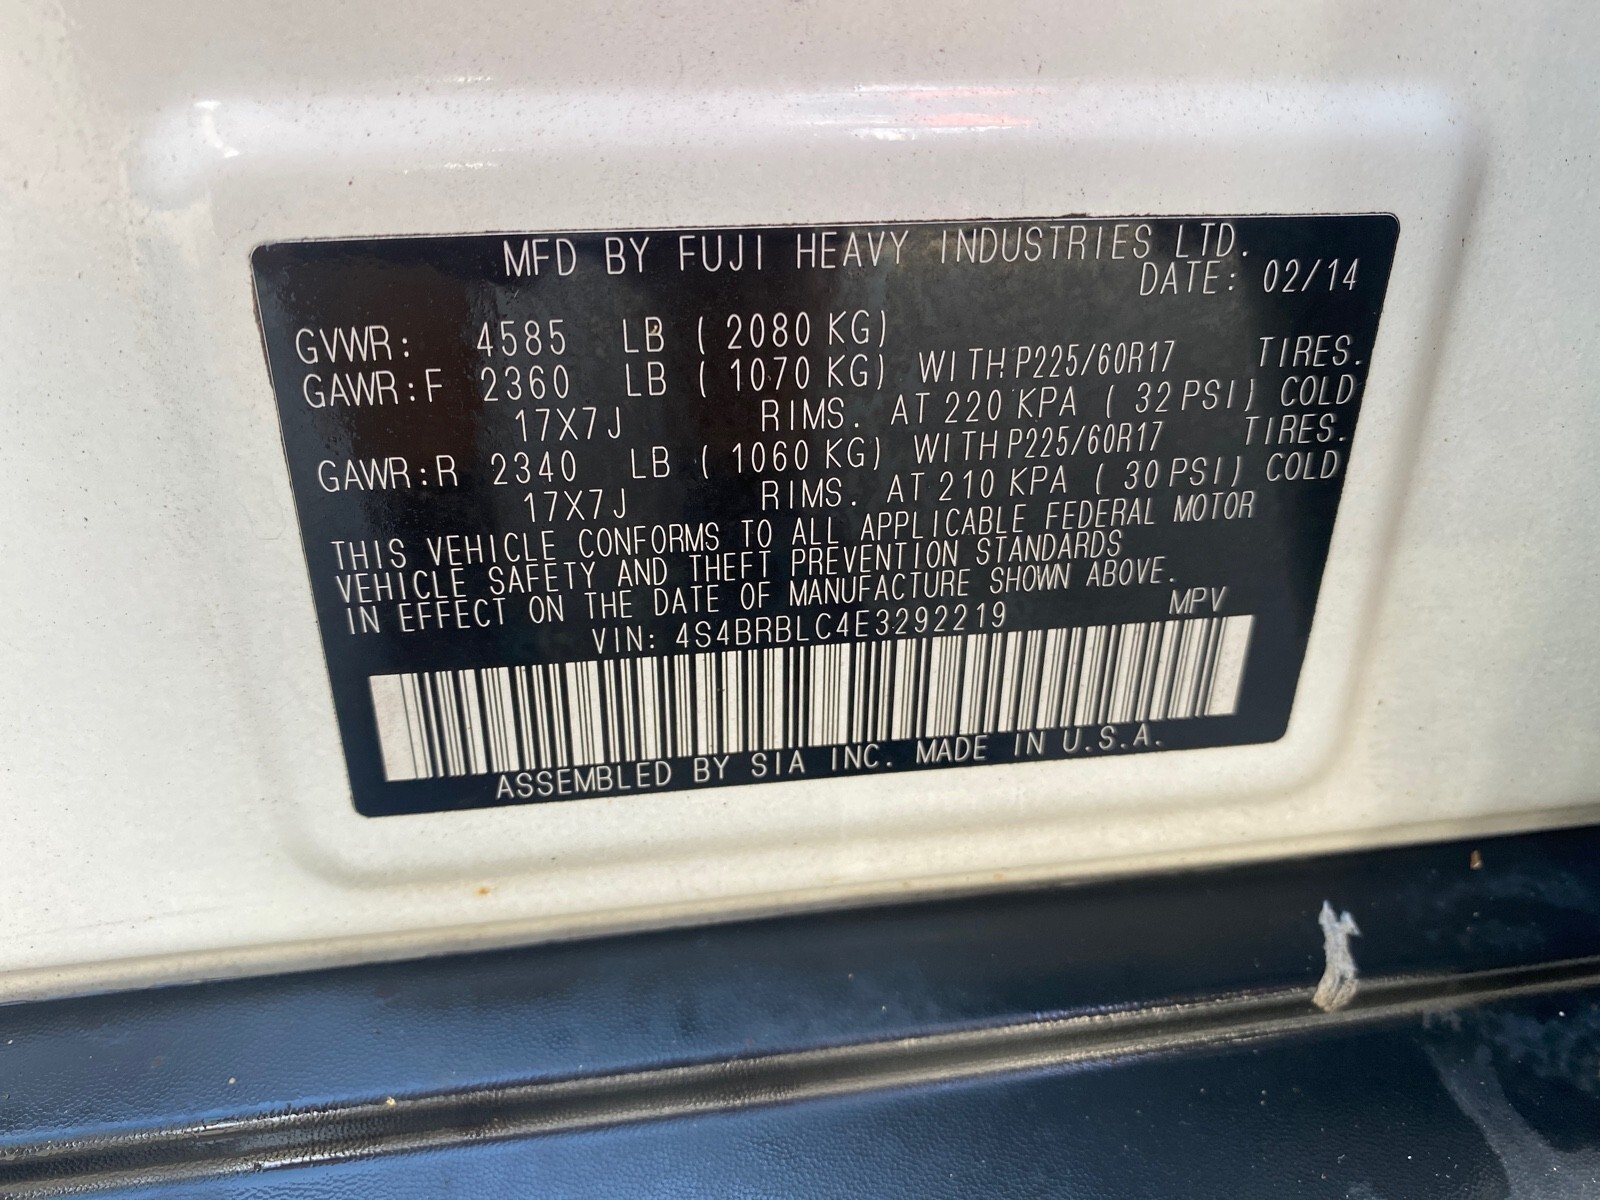 MFD BY FUJI HEAVY INDUSTRIES LTD.
DATE: 02/14
GVWR: 4585 LB ( 2080 KG)
GAWR:F 2360 LB ( 1070 KG) WITH P225/60R17 TIRES.
17X7J RIMS. AT 220 KPA ( 32 PSI) COLD
GAWR:R 2340 LB ( 1060 KG) WITH P225/60R17 TIRES.
17X7J RIMS. AT 210 KPA ( 30 PSI) COLD
THIS VEHICLE CONFORMS TO ALL APPLICABLE FEDERAL MOTOR
VEHICLE SAFETY AND THEFT PREVENTION STANDARDS
IN EFFECT ON THE DATE OF MANUFACTURE SHOWN ABOVE.
VIN: 4S4BRBLC4E3292219 MPV
ASSEMBLED BY SIA INC. MADE IN U.S.A.